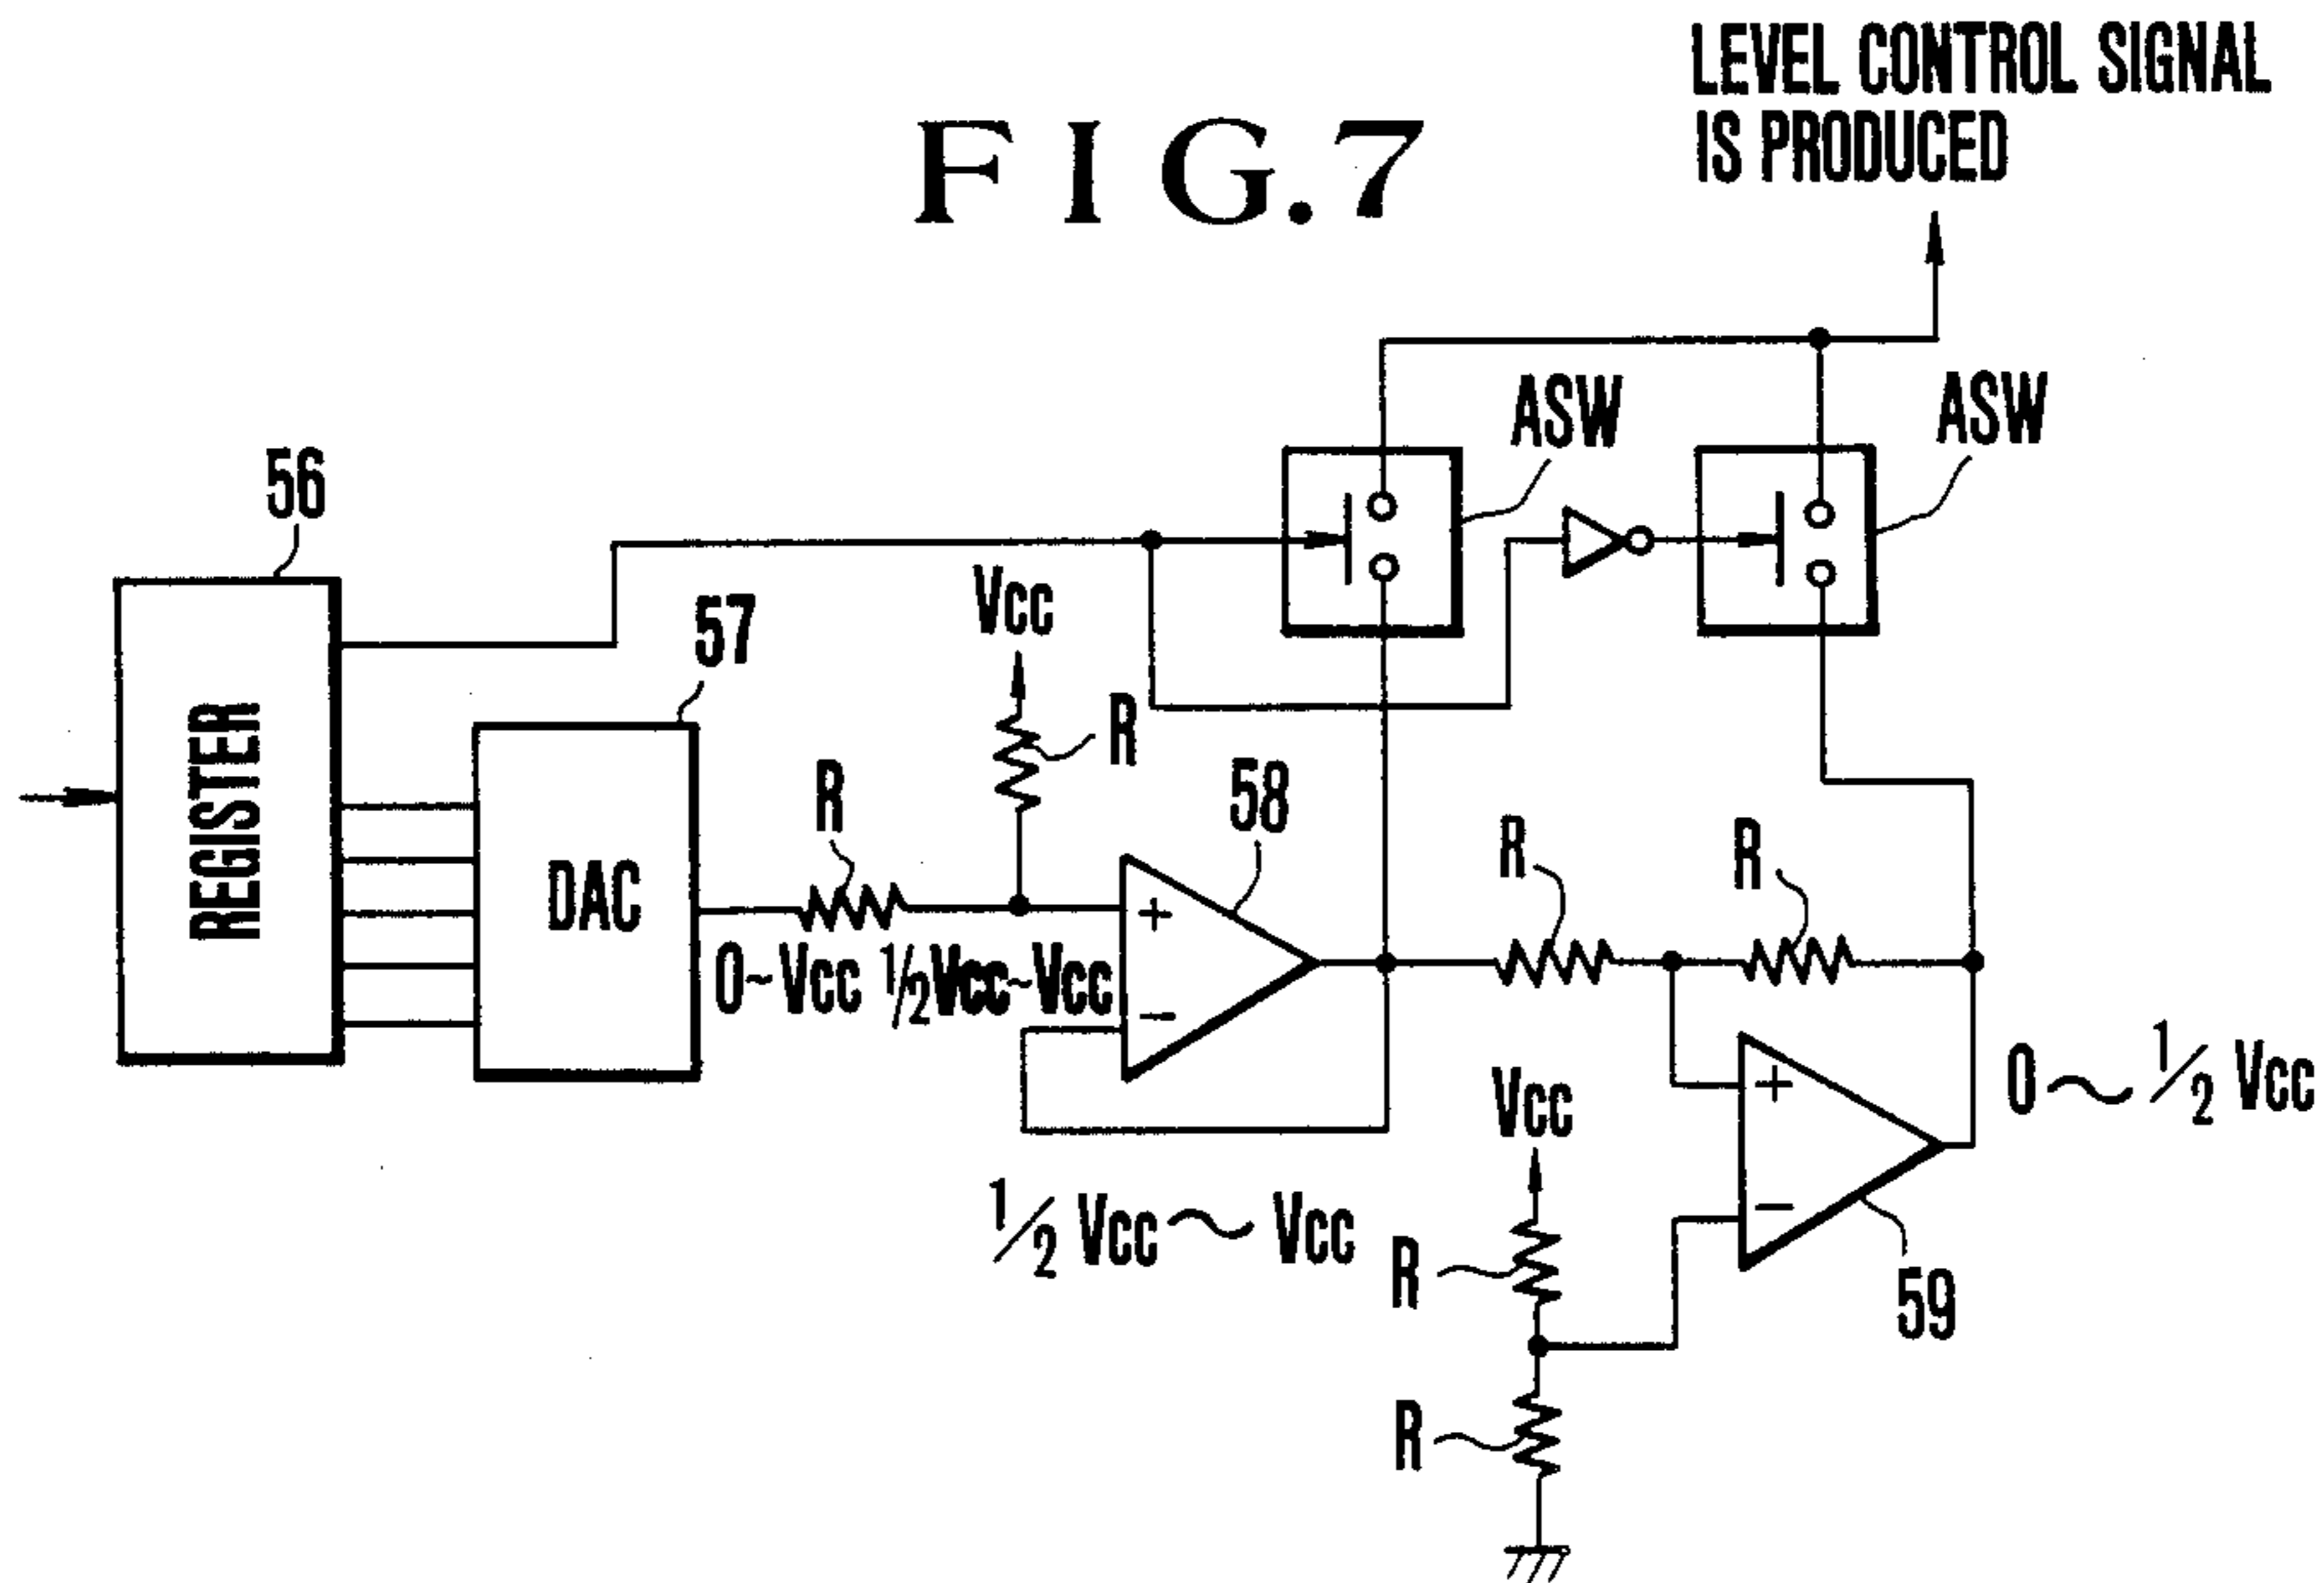 LEVEL CONTROL SIGNAL
IS PRODUCED
FIG.7
ASW
ASW
56
57
Vcc
R
REGISTER
DAC
R
58
R
R
+
0~Vcc
1/2Vcc~Vcc
−
Vcc
+
0~1/2 Vcc
1/2 Vcc~Vcc
−
R
59
R